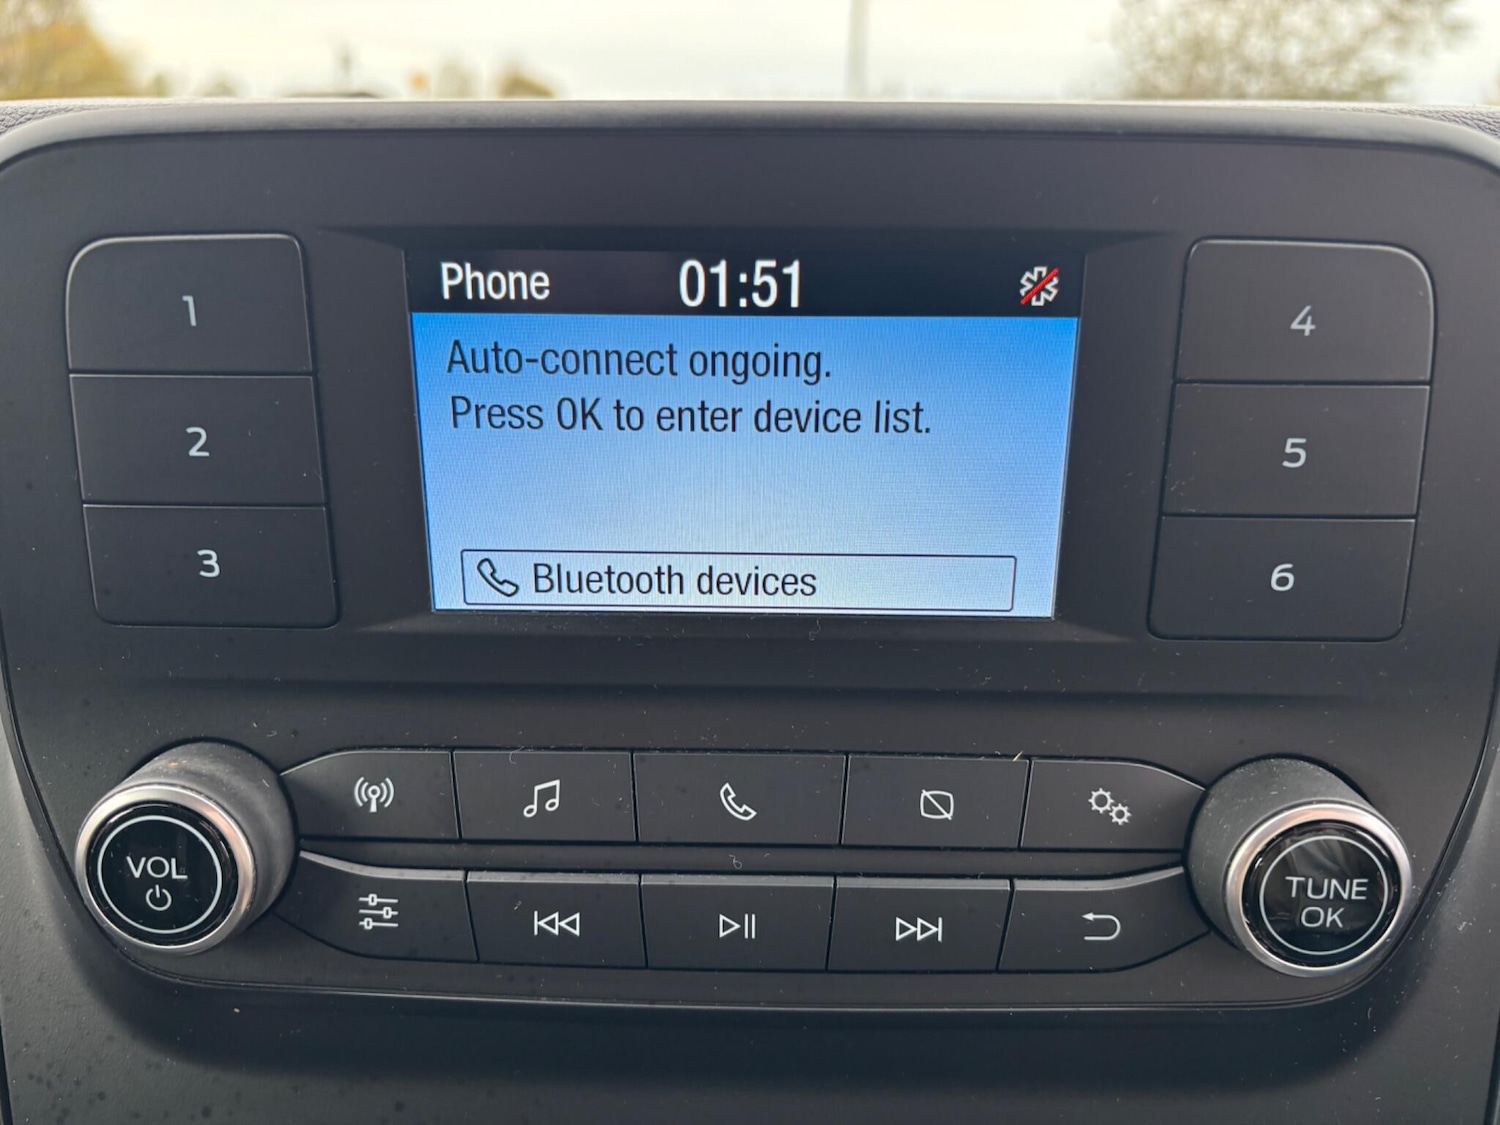 Phone 01:51
Auto-connect ongoing.
Press OK to enter device list.
Bluetooth devices
1
2
3
4
5
6
VOL
TUNE
OK